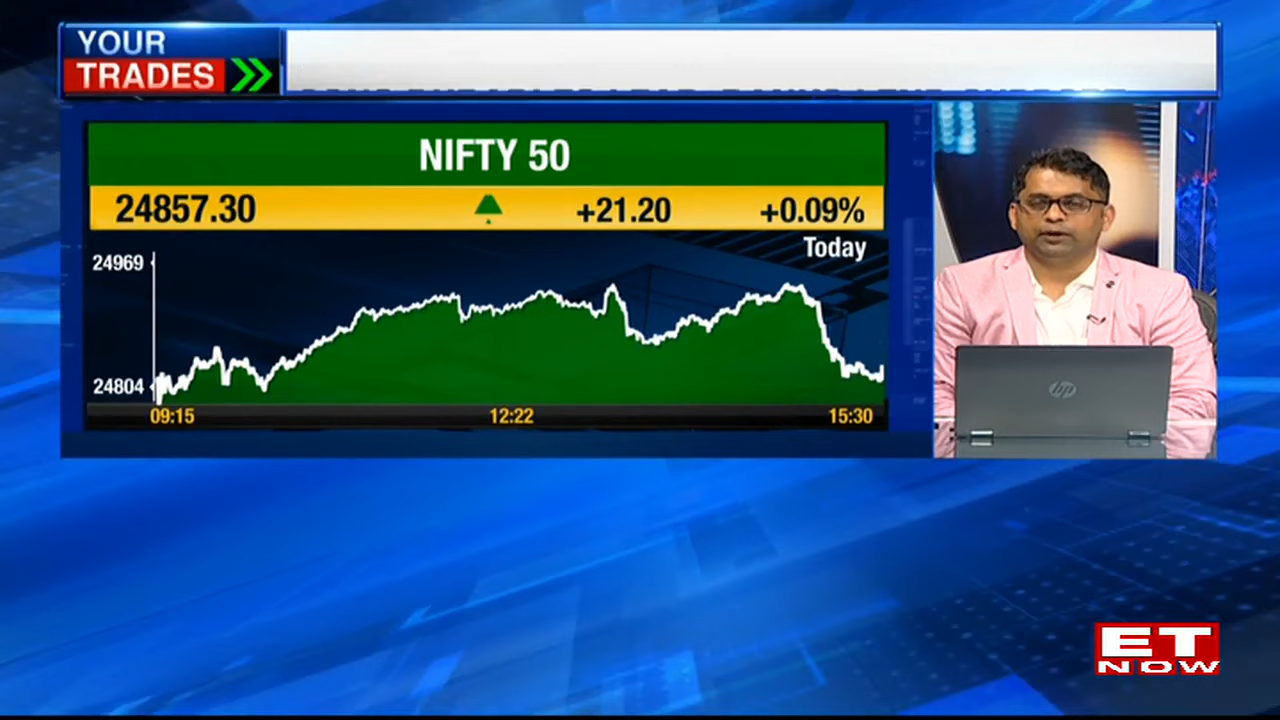 YOUR
TRADES
NIFTY 50
24857.30 +21.20 +0.09%
Today
24969
24804
09:15 12:22 15:30
hp
ET
NOW